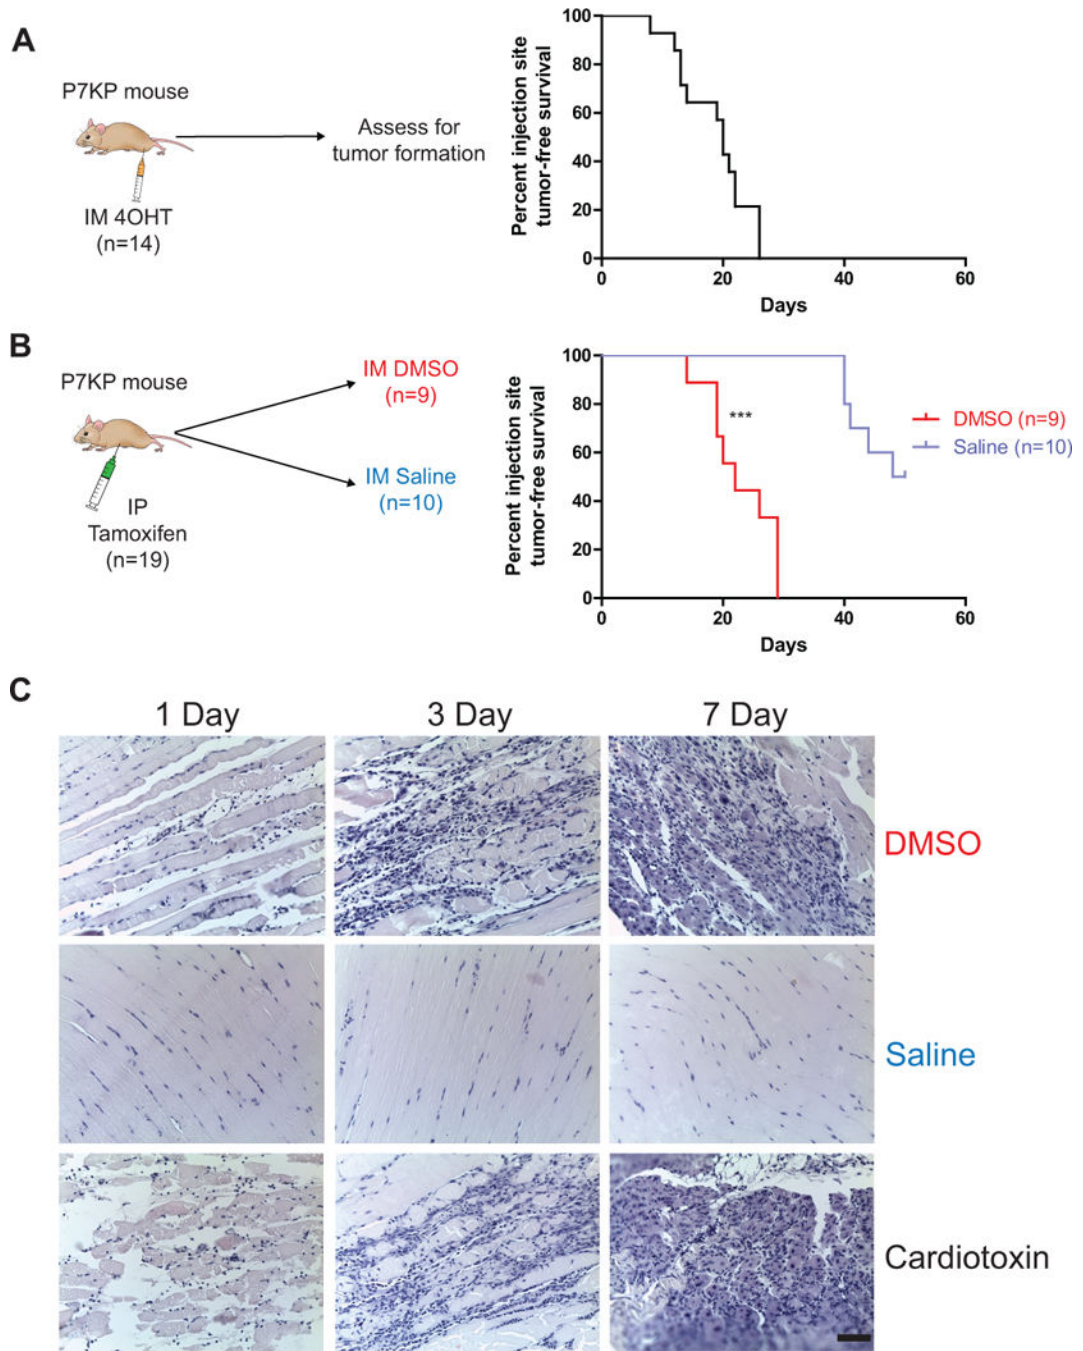 A
P7KP mouse
IM 4OHT
(n=14)
Assess for
tumor formation
Percent injection site
tumor-free survival
100
80
60
40
20
0
0
20
40
60
Days
B
P7KP mouse
IP
Tamoxifen
(n=19)
IM DMSO
(n=9)
IM Saline
(n=10)
Percent injection site
tumor-free survival
100
80
60
40
20
0
0
20
40
60
Days
***
DMSO (n=9)
Saline (n=10)
C
1 Day
3 Day
7 Day
DMSO
Saline
Cardiotoxin